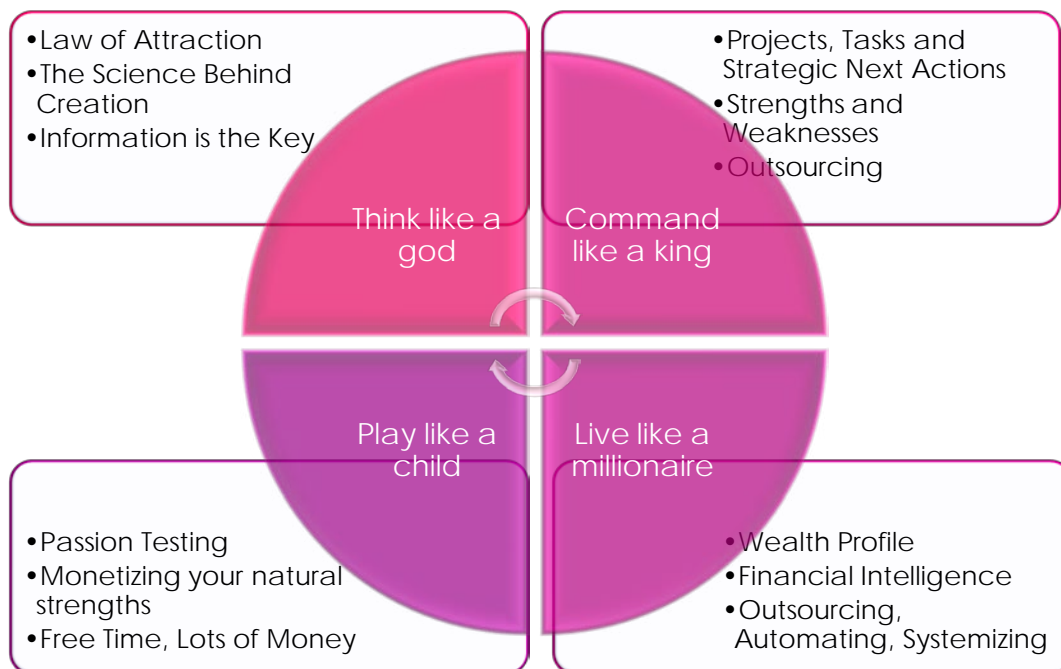 •Law of Attraction
•The Science Behind
Creation
•Information is the Key
•Projects, Tasks and
Strategic Next Actions
•Strengths and
Weaknesses
•Outsourcing
Think like a
god
Command
like a king
Play like a
child
Live like a
millionaire
•Passion Testing
•Monetizing your natural
strengths
•Free Time, Lots of Money
•Wealth Profile
•Financial Intelligence
•Outsourcing,
Automating, Systemizing